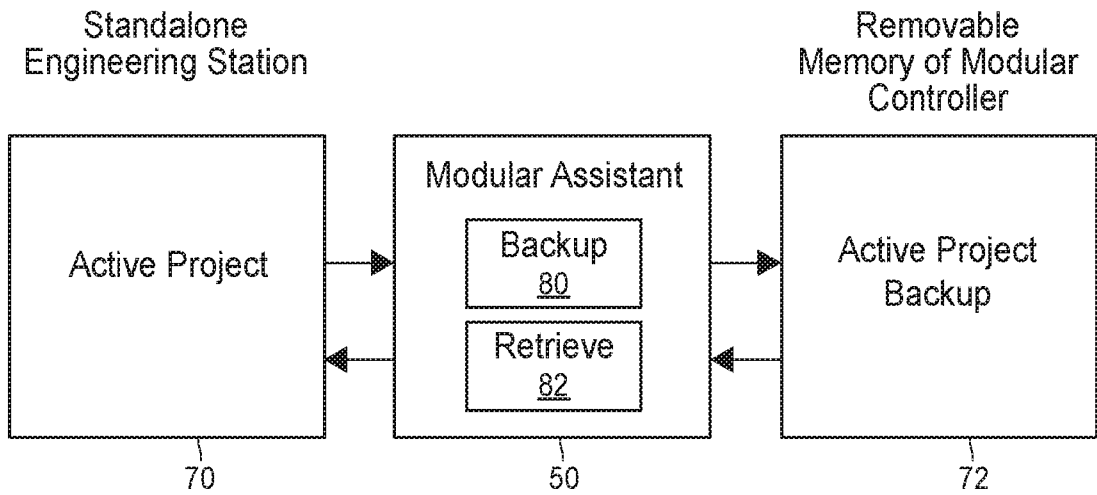 Standalone
Engineering Station
Removable
Memory of Modular
Controller
Active Project
Modular Assistant
Backup
80
Retrieve
82
Active Project
Backup
70
50
72